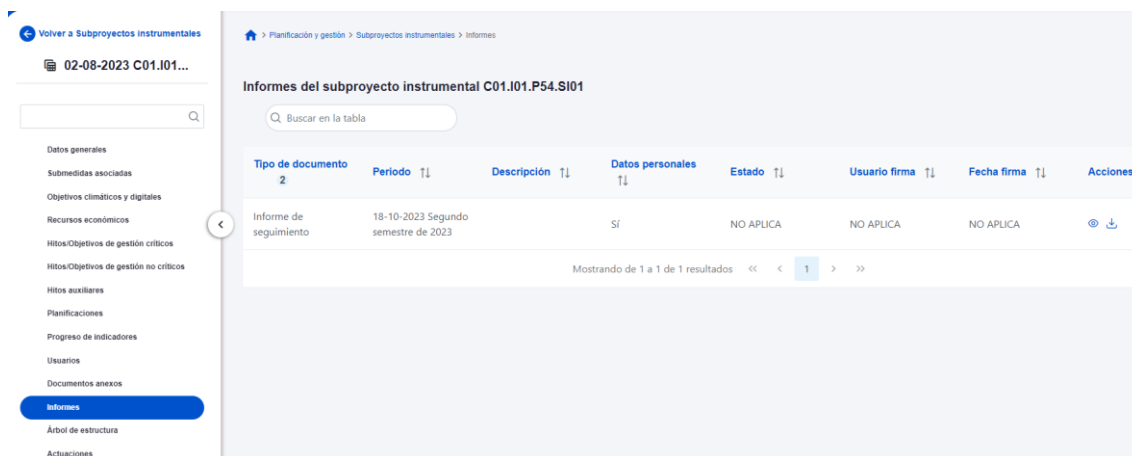 Volver a Subproyectos instrumentales
02-08-2023 C01.I01...
Datos generales
Submedidas asociadas
Objetivos climáticos y digitales
Recursos económicos
Hitos/Objetivos de gestión críticos
Hitos/Objetivos de gestión no críticos
Hitos auxiliares
Planificaciones
Progreso de indicadores
Usuarios
Documentos anexos
Informes
Árbol de estructura
Actuaciones
> Planificación y gestión > Subproyectos instrumentales > Informes
Informes del subproyecto instrumental C01.I01.P54.SI01
Buscar en la tabla
Tipo de documento 2 Periodo Descripción Datos personales Estado Usuario firma Fecha firma Acciones
Informe de seguimiento 18-10-2023 Segundo semestre de 2023 Sí NO APLICA NO APLICA NO APLICA
Mostrando de 1 a 1 de 1 resultados << < 1 > >>